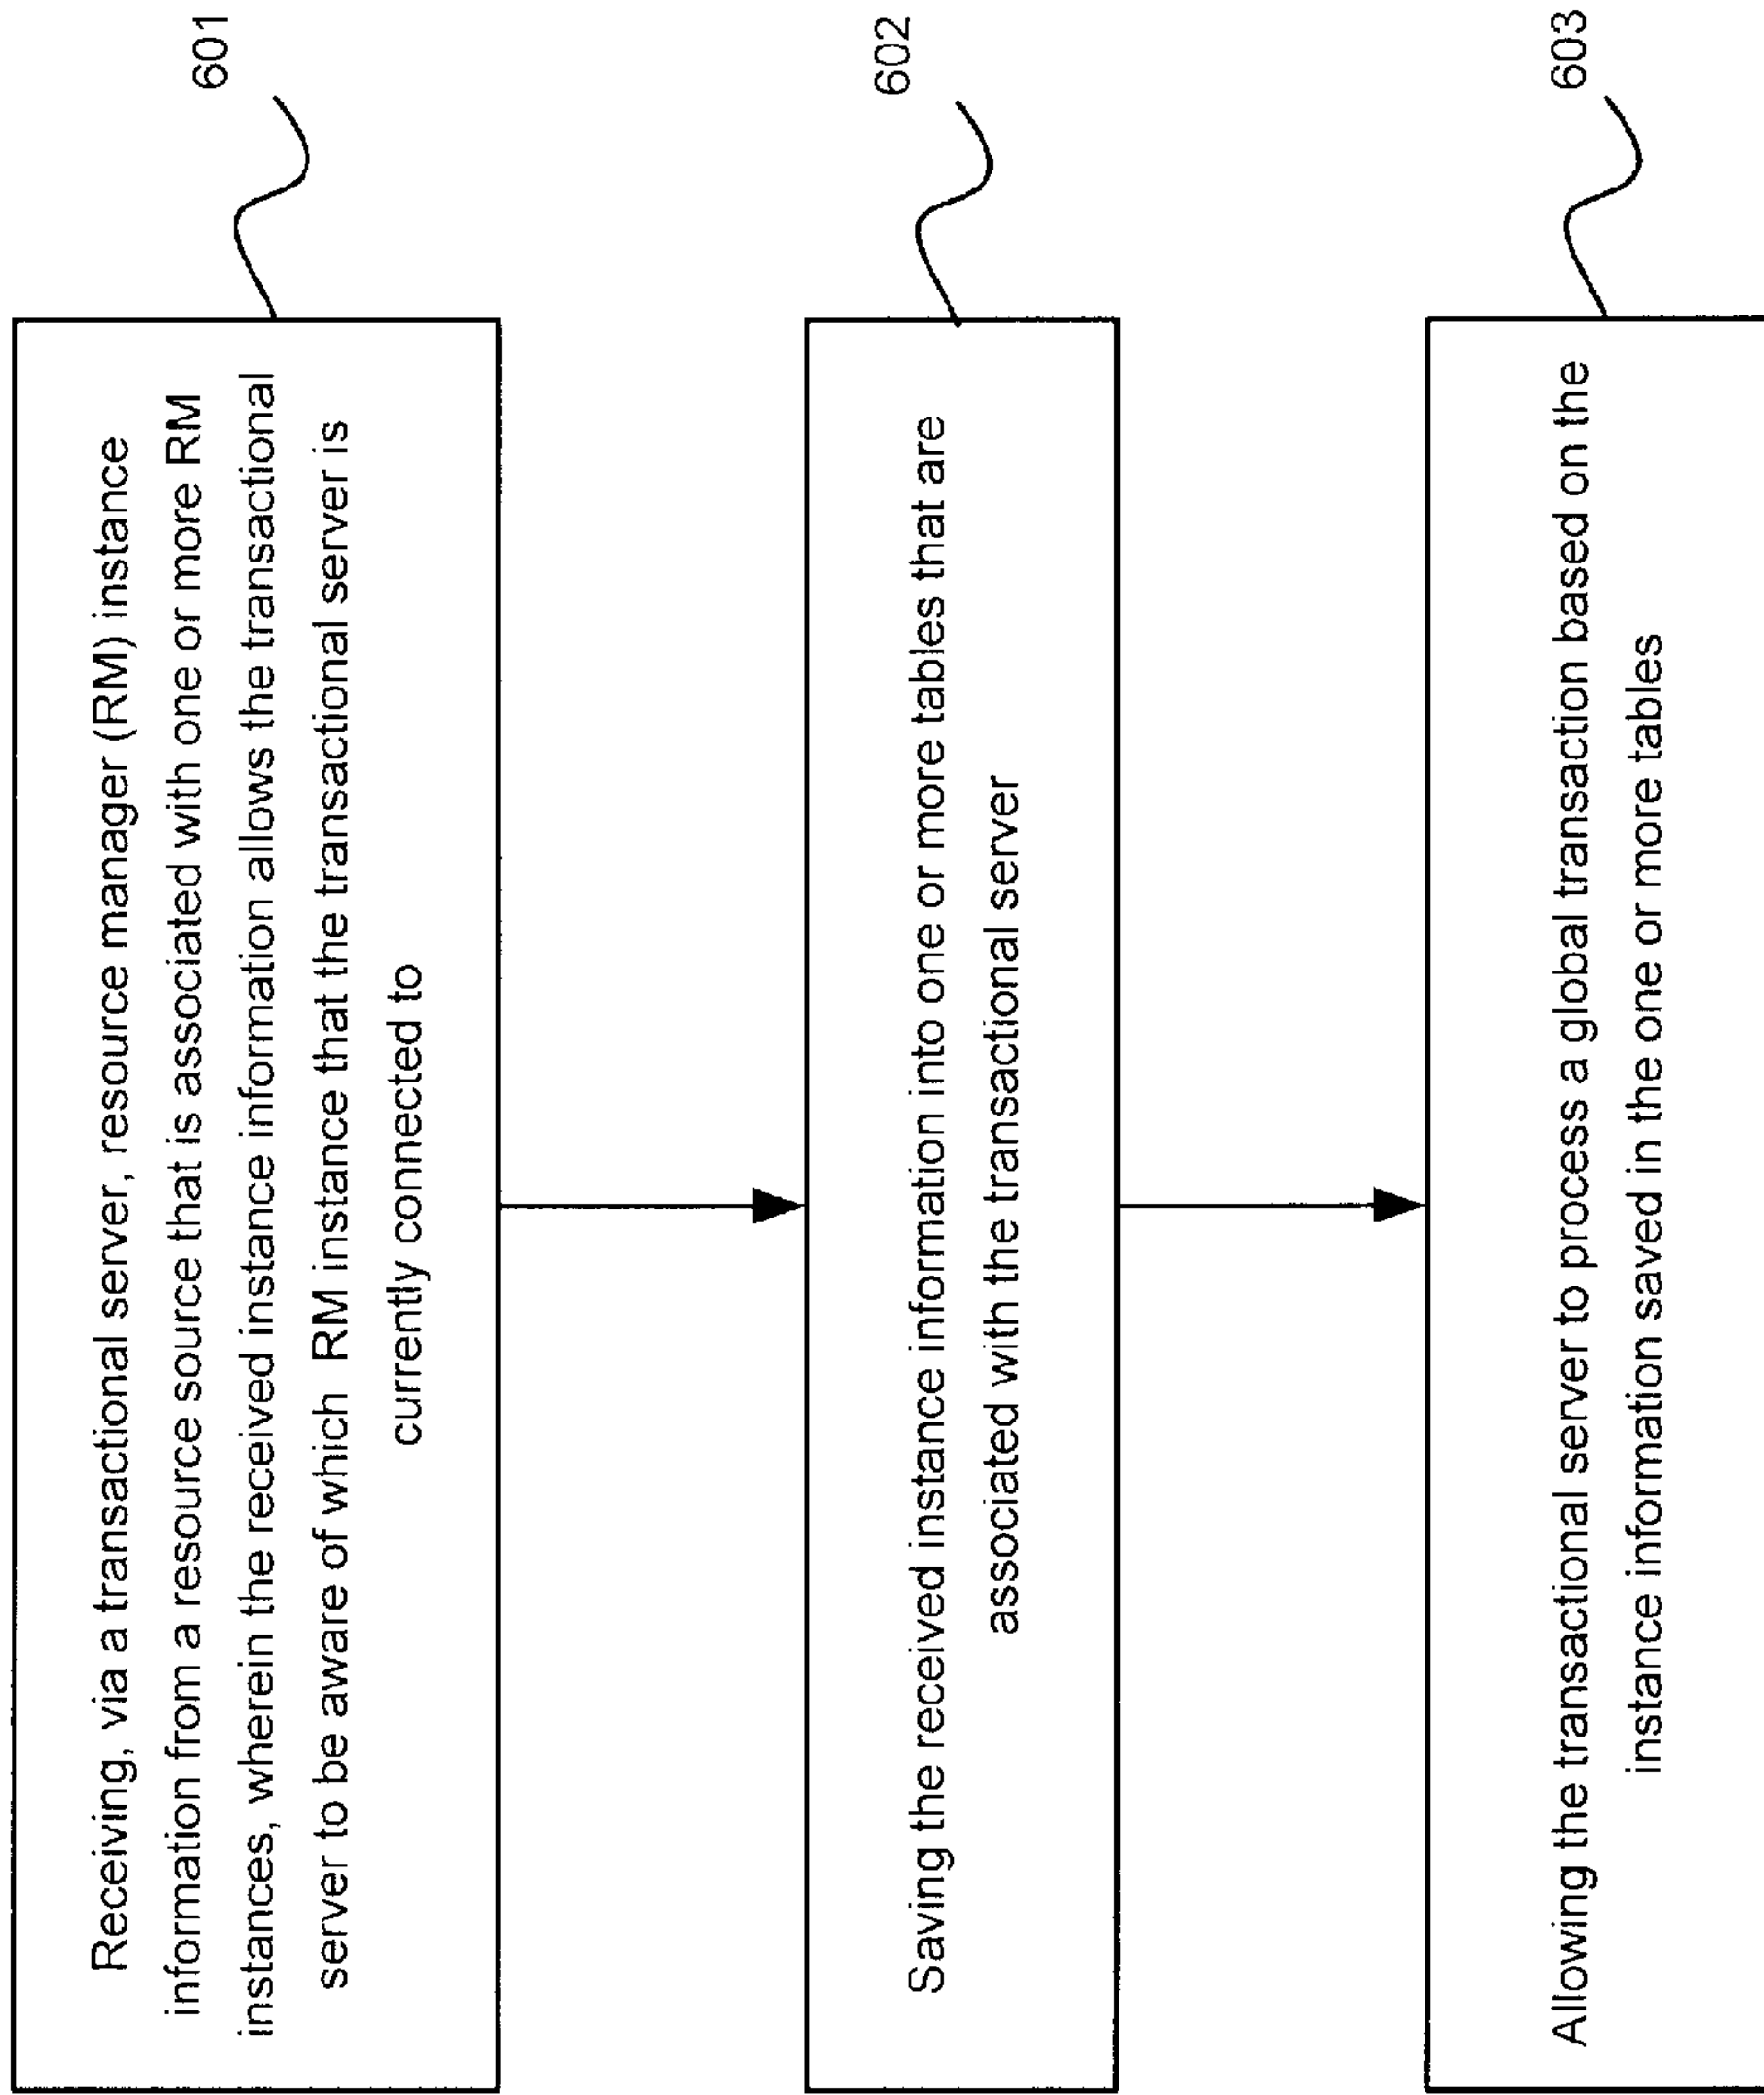 Receiving, via a transactional server, resource manager (RM) instance
information from a resource source that is associated with one or more RM
instances, wherein the received instance information allows the transactional
server to be aware of which RM instance that the transactional server is
currently connected to
601
Saving the received instance information into one or more tables that are
associated with the transactional server
602
Allowing the transactional server to process a global transaction based on the
instance information saved in the one or more tables
603